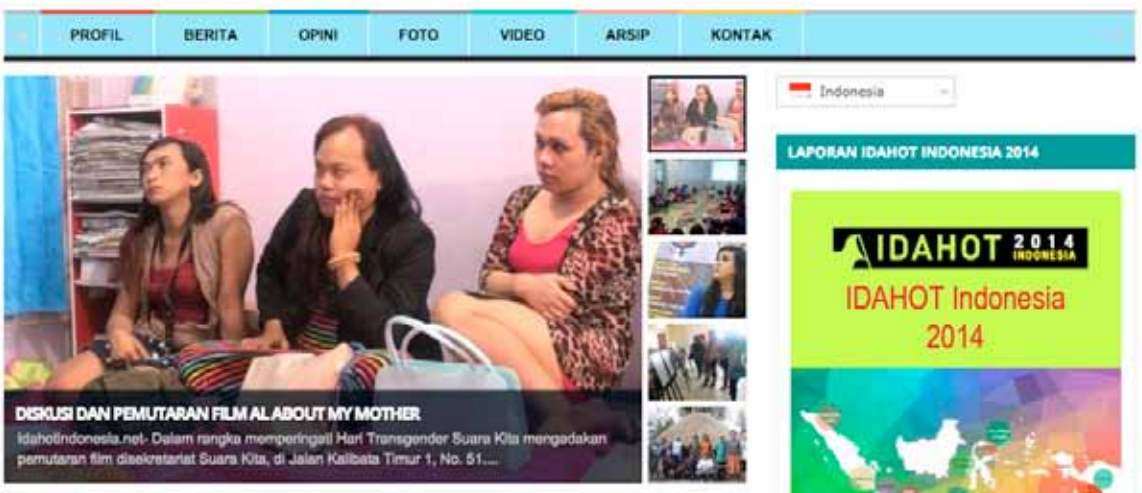 PROFIL BERITA OPINI FOTO VIDEO ARSIP KONTAK
DISKUSI DAN PEMUTARAN FILM AL ABOUT MY MOTHER
Idahotindonesia.net- Dalam rangka memperingati Hari Transgender Suara Kita mengadakan
pemutaran film disekretariat Suara Kita, di Jalan Kalibata Timur 1, No. 51....
Indonesia
LAPORAN IDAHOT INDONESIA 2014
IDAHOT 2014
INDONESIA
IDAHOT Indonesia
2014